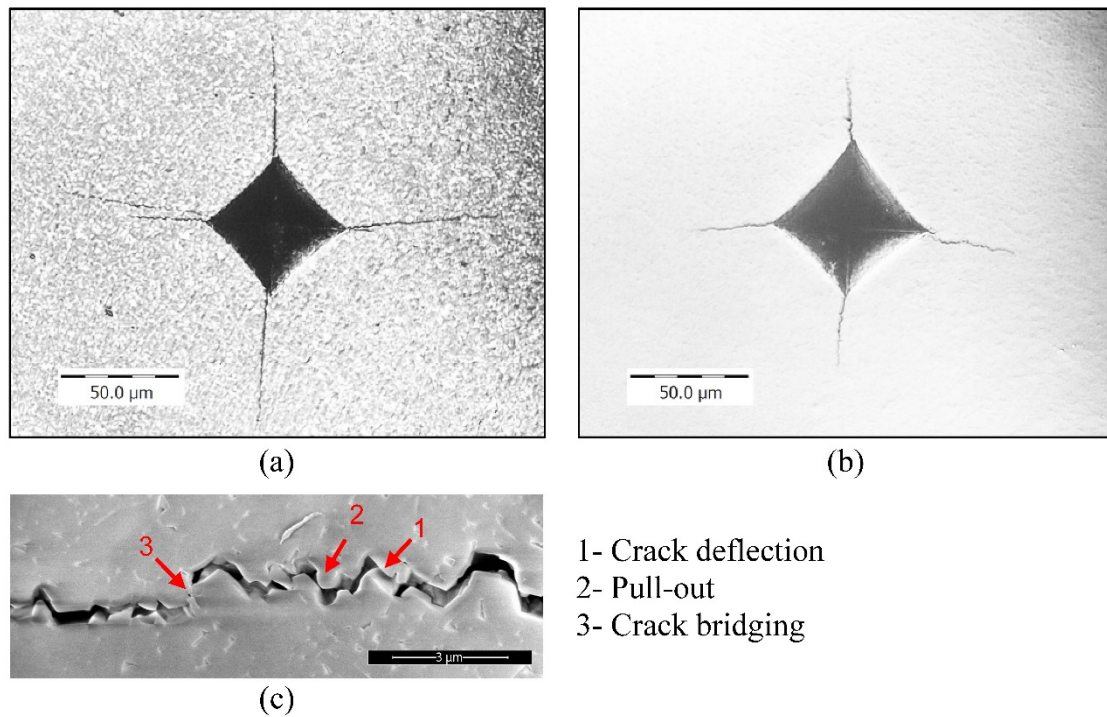 50.0 µm
50.0 µm
(a)
(b)
3
2
1
3 µm
(c)
1- Crack deflection
2- Pull-out
3- Crack bridging